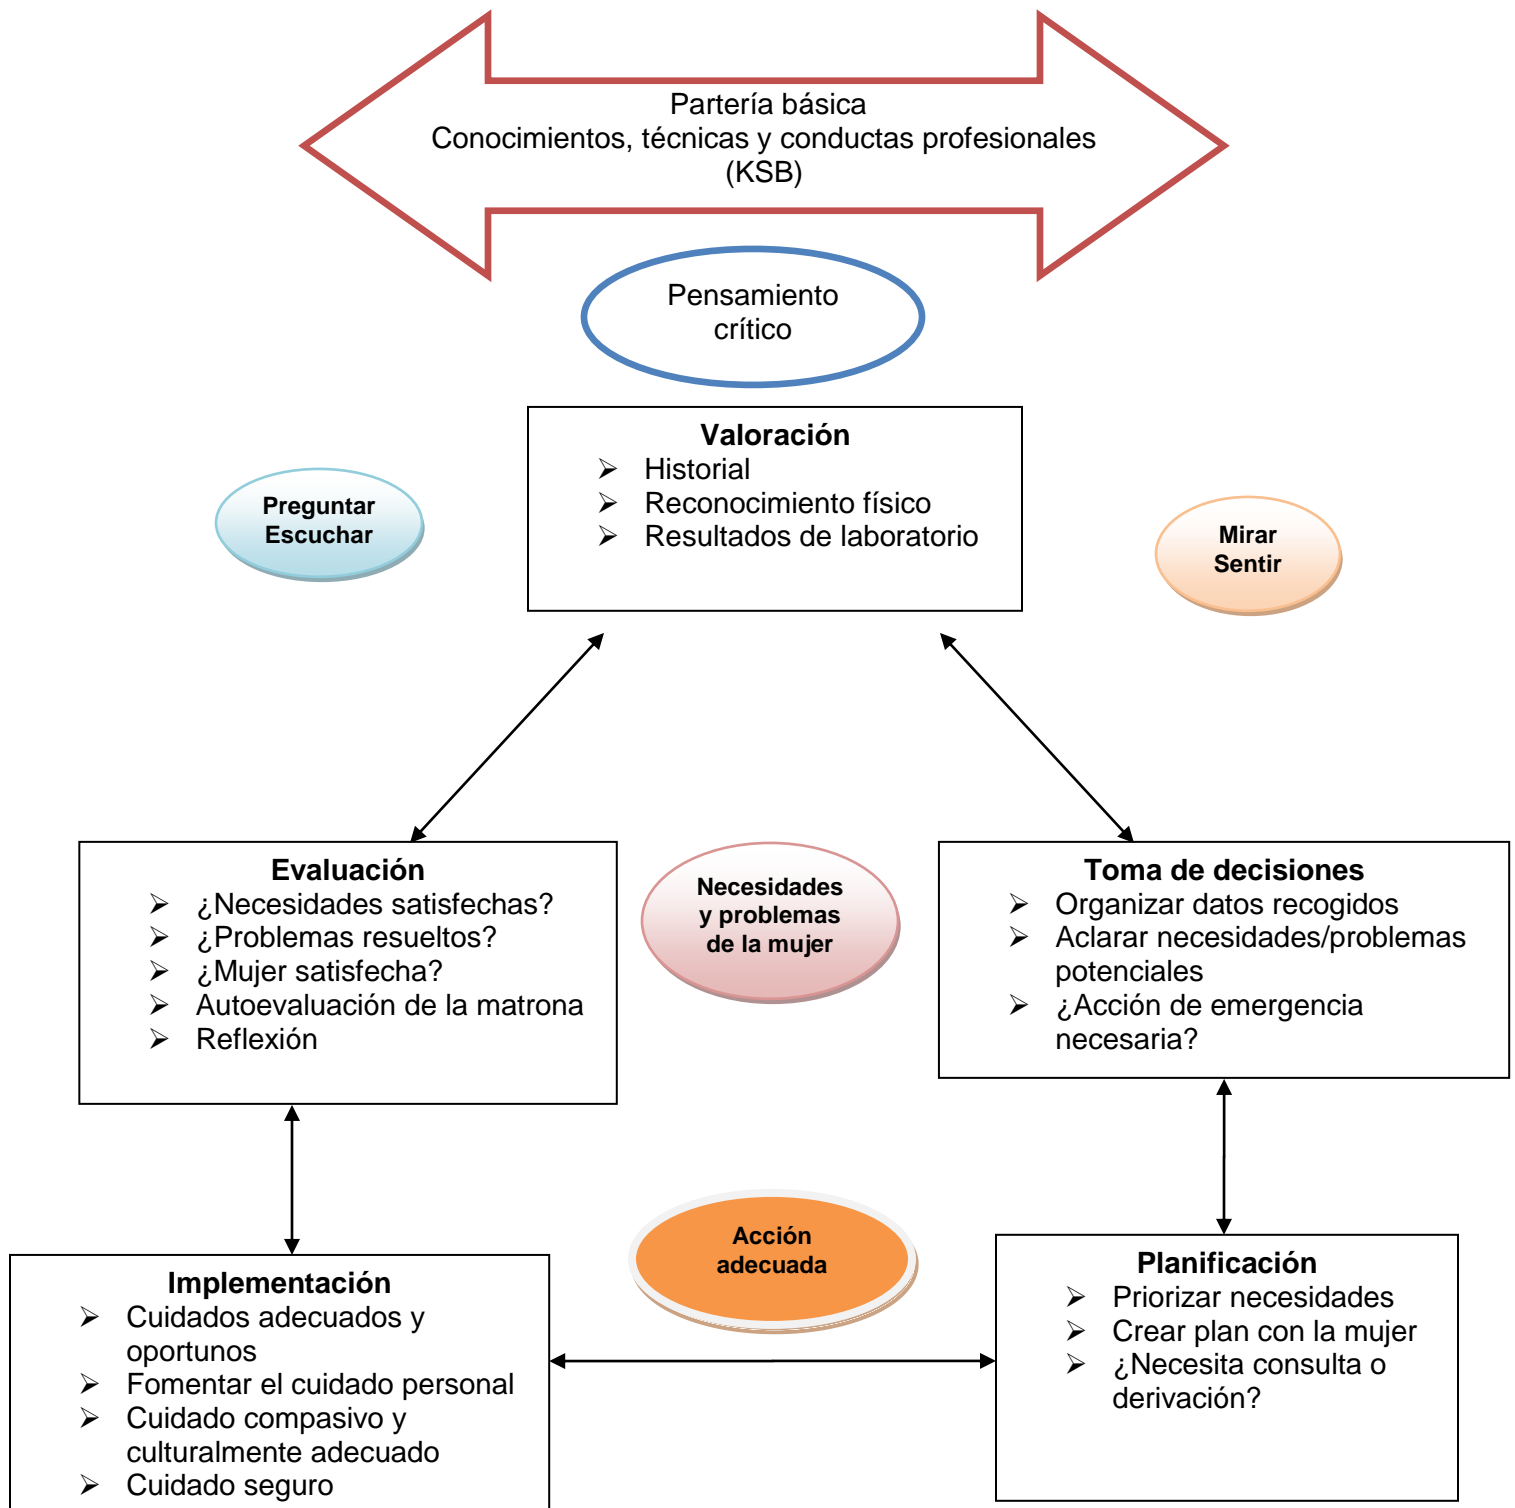 Partería básica
Conocimientos, técnicas y conductas profesionales
(KSB)
Pensamiento
crítico
Valoración
➢ Historial
➢ Reconocimiento físico
➢ Resultados de laboratorio
Preguntar
Escuchar
Mirar
Sentir
Evaluación
➢ ¿Necesidades satisfechas?
➢ ¿Problemas resueltos?
➢ ¿Mujer satisfecha?
➢ Autoevaluación de la matrona
➢ Reflexión
Necesidades
y problemas
de la mujer
Toma de decisiones
➢ Organizar datos recogidos
➢ Aclarar necesidades/problemas
potenciales
➢ ¿Acción de emergencia
necesaria?
Implementación
➢ Cuidados adecuados y
oportunos
➢ Fomentar el cuidado personal
➢ Cuidado compasivo y
culturalmente adecuado
➢ Cuidado seguro
Acción
adecuada
Planificación
➢ Priorizar necesidades
➢ Crear plan con la mujer
➢ ¿Necesita consulta o
derivación?